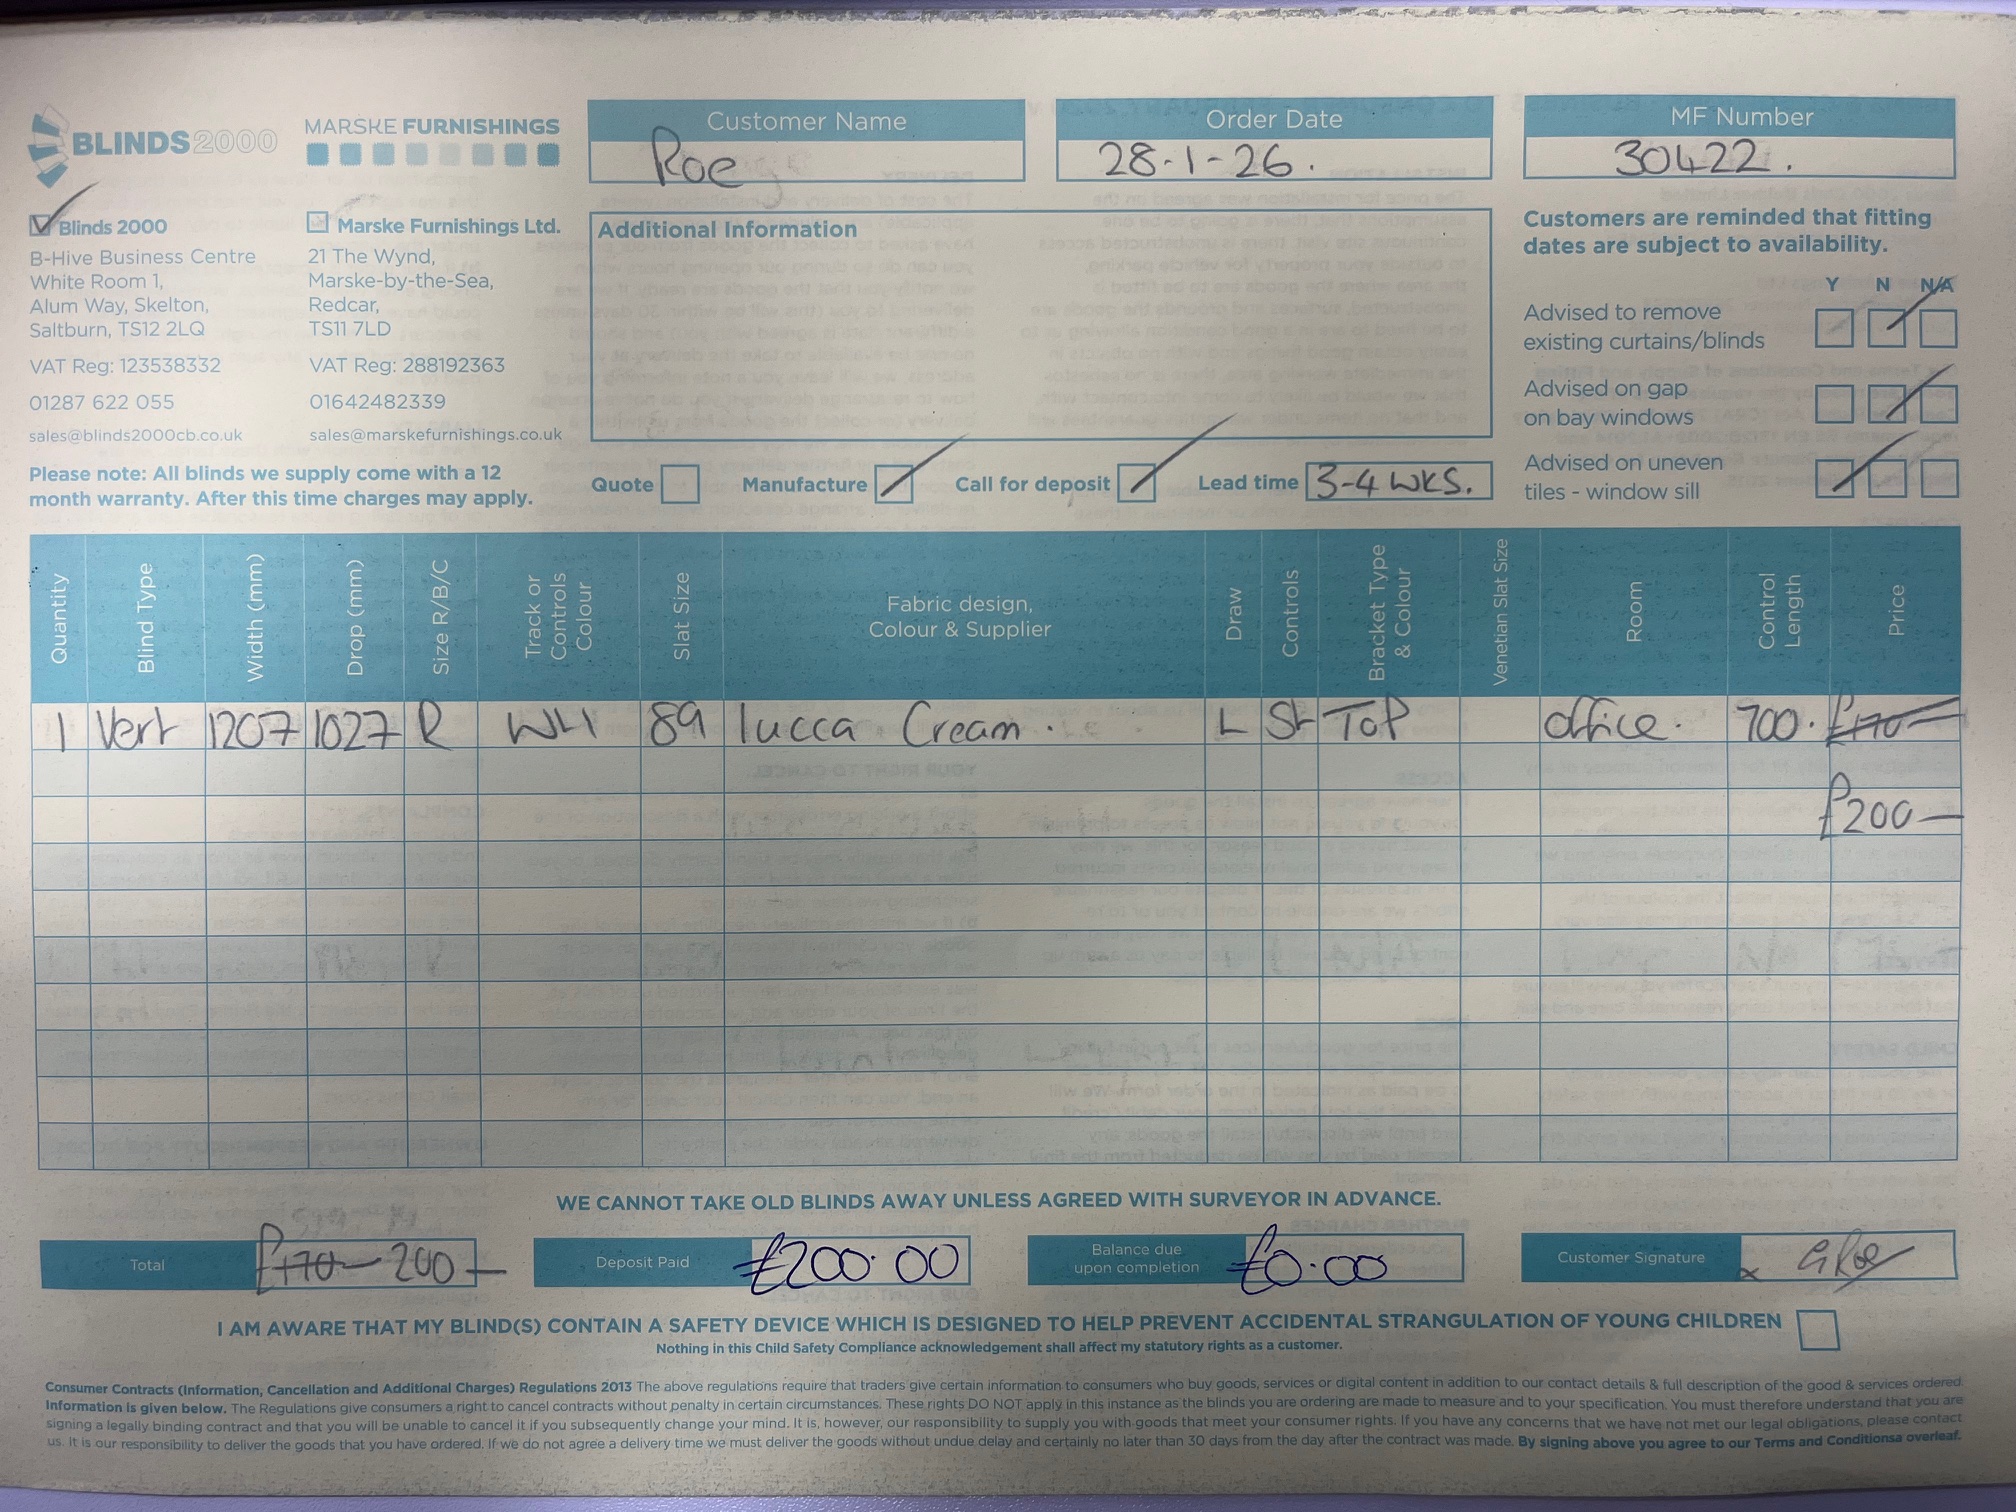 BLINDS2000
MARSKE FURNISHINGS
Customer Name
Roe
Order Date
28-1-26.
MF Number
30422.
Blinds 2000
B-Hive Business Centre
White Room 1,
Alum Way, Skelton,
Saltburn, TS12 2LQ
VAT Reg: 123538332
01287 622 055
sales@blinds2000cb.co.uk
Marske Furnishings Ltd.
21 The Wynd,
Marske-by-the-Sea,
Redcar,
TS11 7LD
VAT Reg: 288192363
01642482339
sales@marskefurnishings.co.uk
Please note: All blinds we supply come with a 12
month warranty. After this time charges may apply.
Additional Information
Quote
Manufacture
Call for deposit
Lead time 3-4 WKS.
Customers are reminded that fitting
dates are subject to availability.
Y N N/A
Advised to remove
existing curtains/blinds
Advised on gap
on bay windows
Advised on uneven
tiles - window sill
Quantity
Blind Type
Width (mm)
Drop (mm)
Size R/B/C
Track or
Controls
Colour
Slat Size
Fabric design,
Colour & Supplier
Draw
Controls
Bracket Type
& Colour
Venetian Slat Size
Room
Control
Length
Price
1 Vert 1207 1027 R WH 89 lucca Cream. L St Top office. 700. £170—
£200—
WE CANNOT TAKE OLD BLINDS AWAY UNLESS AGREED WITH SURVEYOR IN ADVANCE.
Total £170— 200—
Deposit Paid £200.00
Balance due
upon completion £0.00
Customer Signature x GRoe
I AM AWARE THAT MY BLIND(S) CONTAIN A SAFETY DEVICE WHICH IS DESIGNED TO HELP PREVENT ACCIDENTAL STRANGULATION OF YOUNG CHILDREN
Nothing in this Child Safety Compliance acknowledgement shall affect my statutory rights as a customer.
Consumer Contracts (Information, Cancellation and Additional Charges) Regulations 2013 The above regulations require that traders give certain information to consumers who buy goods, services or digital content in addition to our contact details & full description of the good & services ordered.
Information is given below. The Regulations give consumers a right to cancel contracts without penalty in certain circumstances. These rights DO NOT apply in this instance as the blinds you are ordering are made to measure and to your specification. You must therefore understand that you are
signing a legally binding contract and that you will be unable to cancel it if you subsequently change your mind. It is, however, our responsibility to supply you with goods that meet your consumer rights. If you have any concerns that we have not met our legal obligations, please contact
us. It is our responsibility to deliver the goods that you have ordered. If we do not agree a delivery time we must deliver the goods without undue delay and certainly no later than 30 days from the day after the contract was made. By signing above you agree to our Terms and Conditionsa overleaf.